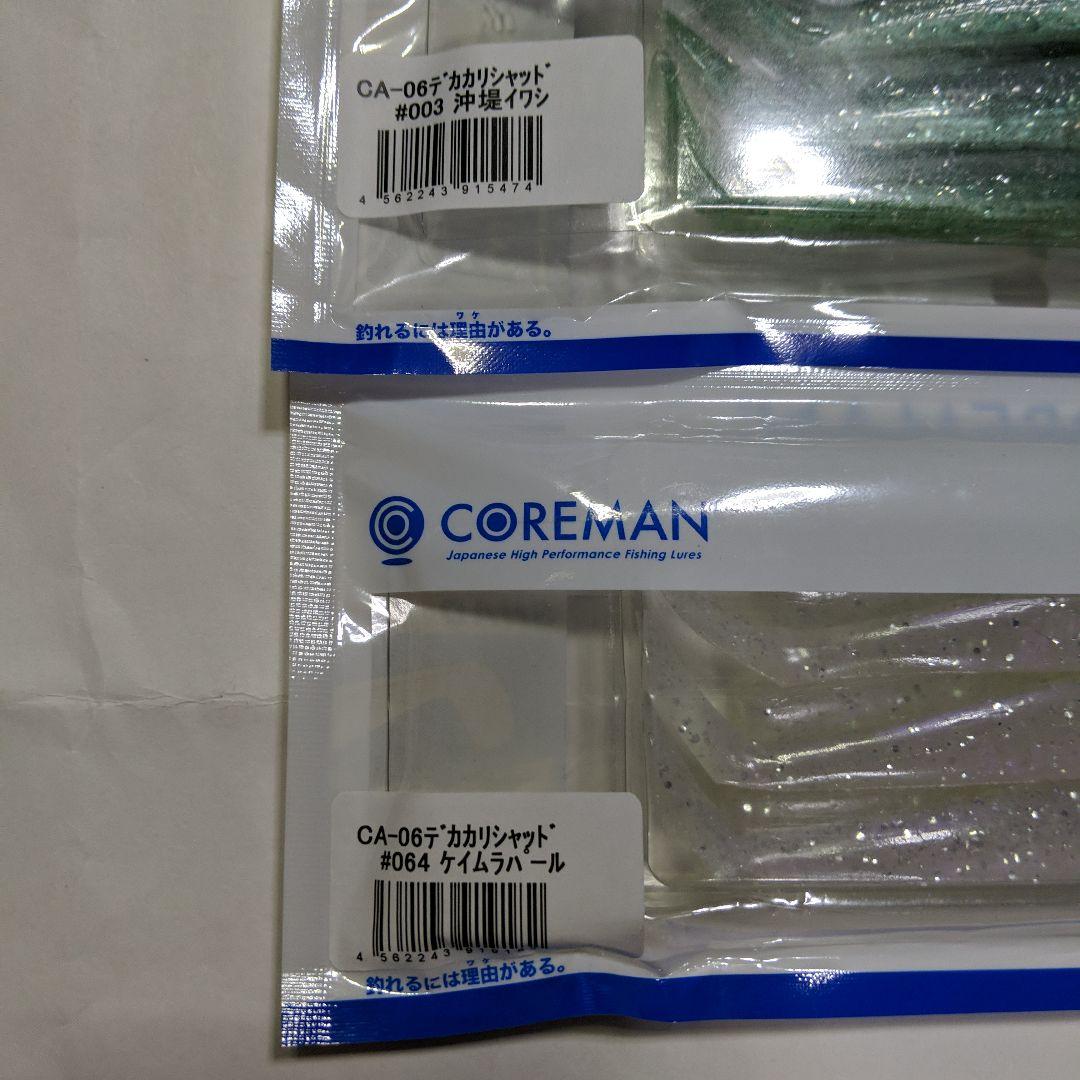 CA-06デカカリシャッド
#003 沖堤イワシ
4 562243 915474
ワケ
釣れるには理由がある。
COREMAN
Japanese High Performance Fishing Lures
CA-06デカカリシャッド
#064 ケイムラパール
4 562243
ワケ
釣れるには理由がある。